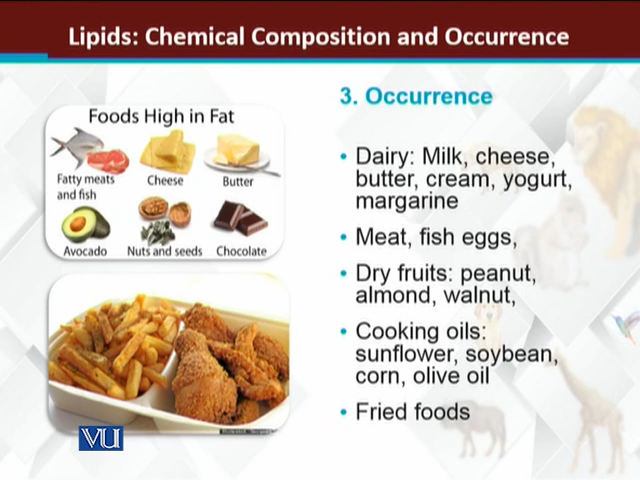 Lipids: Chemical Composition and Occurrence
Foods High in Fat
Fatty meats
and fish
Cheese
Butter
Avocado
Nuts and seeds
Chocolate
3. Occurrence
• Dairy: Milk, cheese,
butter, cream, yogurt,
margarine
• Meat, fish eggs,
• Dry fruits: peanut,
almond, walnut,
• Cooking oils:
sunflower, soybean,
corn, olive oil
• Fried foods
VU